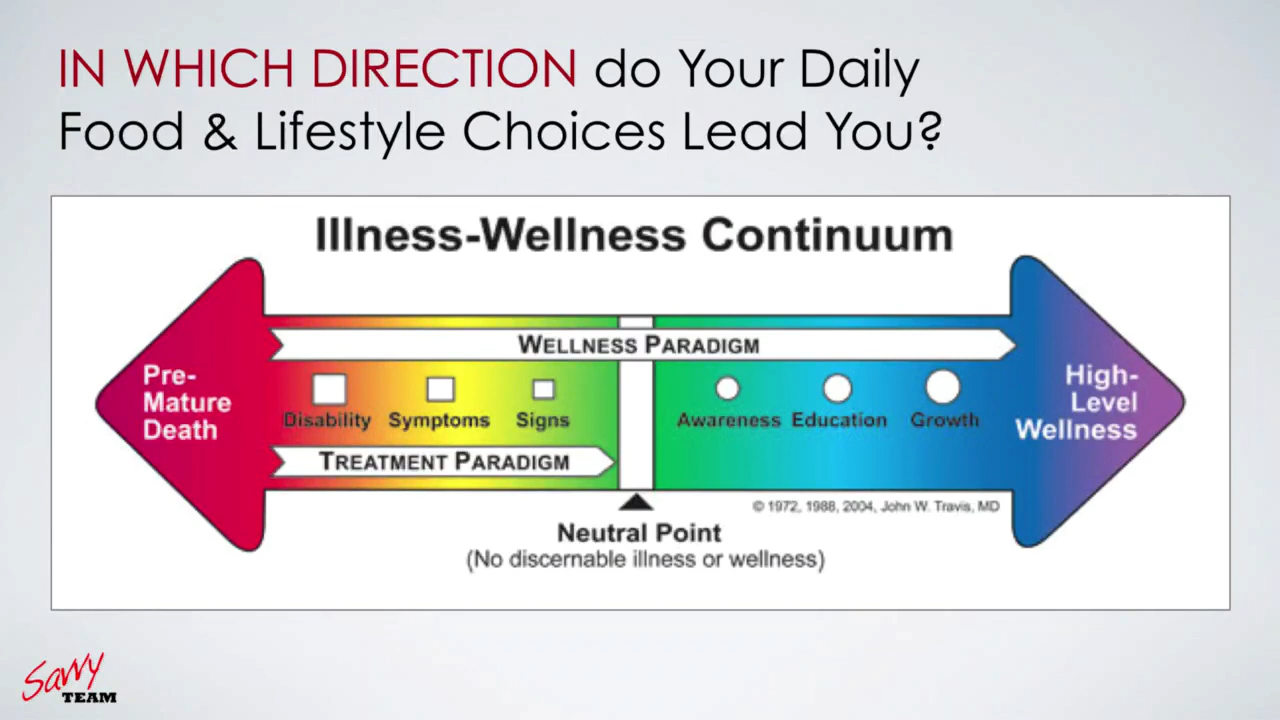 IN WHICH DIRECTION do Your Daily
Food & Lifestyle Choices Lead You?
Illness-Wellness Continuum
WELLNESS PARADIGM
Pre-
Mature
Death
Disability Symptoms Signs
Awareness Education Growth
High-
Level
Wellness
TREATMENT PARADIGM
© 1972, 1988, 2004, John W. Travis, MD
Neutral Point
(No discernable illness or wellness)
Savvy
TEAM